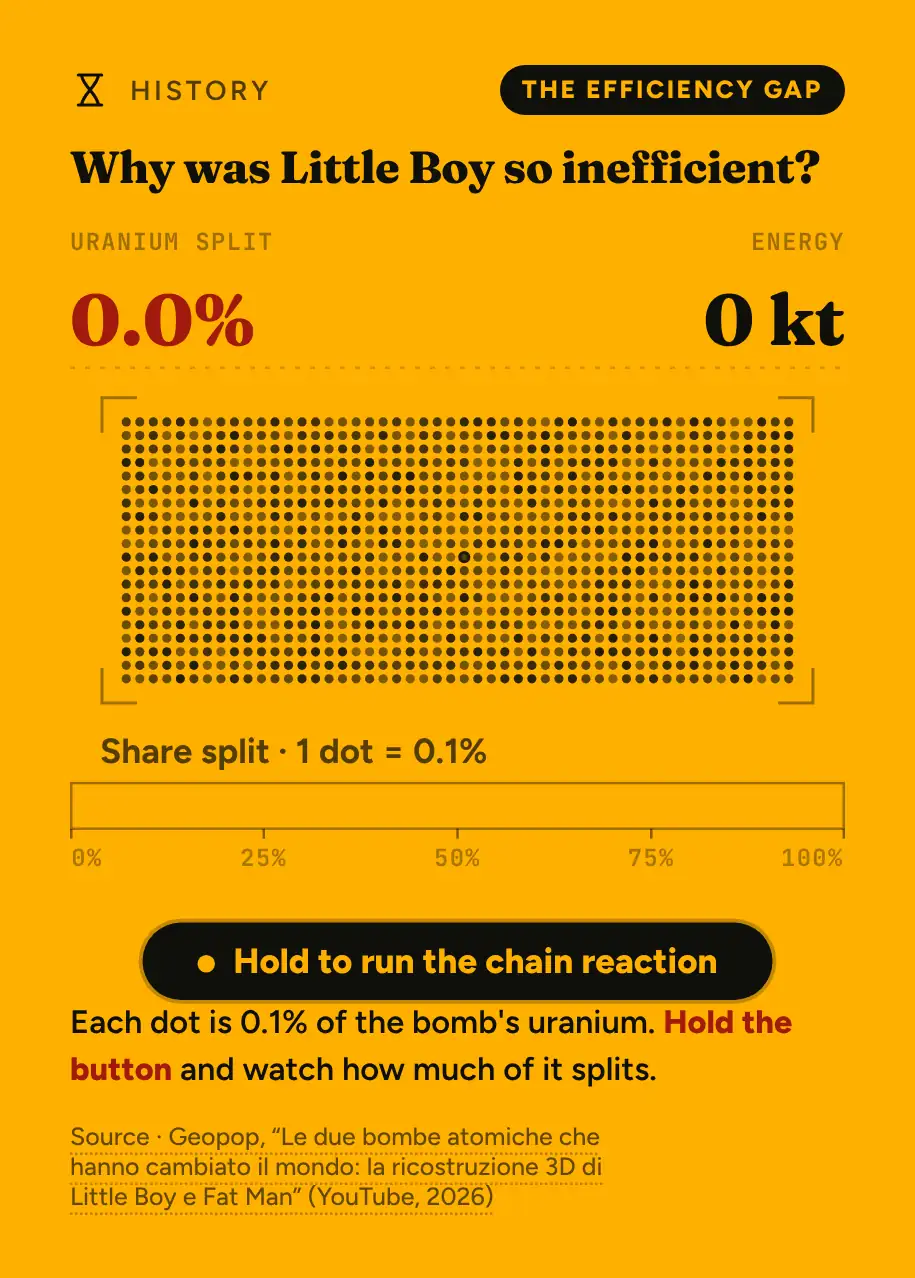 HISTORY
THE EFFICIENCY GAP
Why was Little Boy so inefficient?
URANIUM SPLIT
ENERGY
0.0%
0 kt
Share split · 1 dot = 0.1%
0% 25% 50% 75% 100%
Hold to run the chain reaction
Each dot is 0.1% of the bomb's uranium. Hold the
button and watch how much of it splits.
Source · Geopop, “Le due bombe atomiche che
hanno cambiato il mondo: la ricostruzione 3D di
Little Boy e Fat Man” (YouTube, 2026)